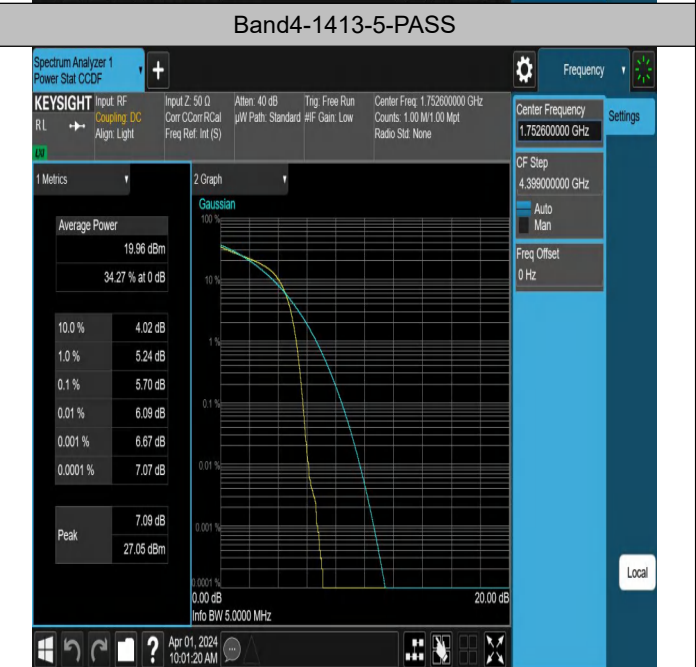 Band4-1413-5-PASS
Spectrum Analyzer 1
Power Stat CCDF
Frequency
KEYSIGHT
RL
LXI
Input: RF
Coupling: DC
Align: Light
Input Z: 50 Ω
Corr CCorr RCal
Freq Ref: Int (S)
Atten: 40 dB
µW Path: Standard
Trig: Free Run
#IF Gain: Low
Center Freq: 1.752600000 GHz
Counts: 1.00 M/1.00 Mpt
Radio Std: None
Center Frequency
1.752600000 GHz
Settings
CF Step
4.399000000 GHz
Auto
Man
Freq Offset
0 Hz
1 Metrics
Average Power
19.96 dBm
34.27 % at 0 dB
10.0 % 4.02 dB
1.0 % 5.24 dB
0.1 % 5.70 dB
0.01 % 6.09 dB
0.001 % 6.67 dB
0.0001 % 7.07 dB
Peak
7.09 dB
27.05 dBm
2 Graph
Gaussian
100 %
10 %
1 %
0.1 %
0.01 %
0.001 %
0.0001 %
0.00 dB
20.00 dB
Info BW 5.0000 MHz
Local
?
Apr 01, 2024
10:01:20 AM